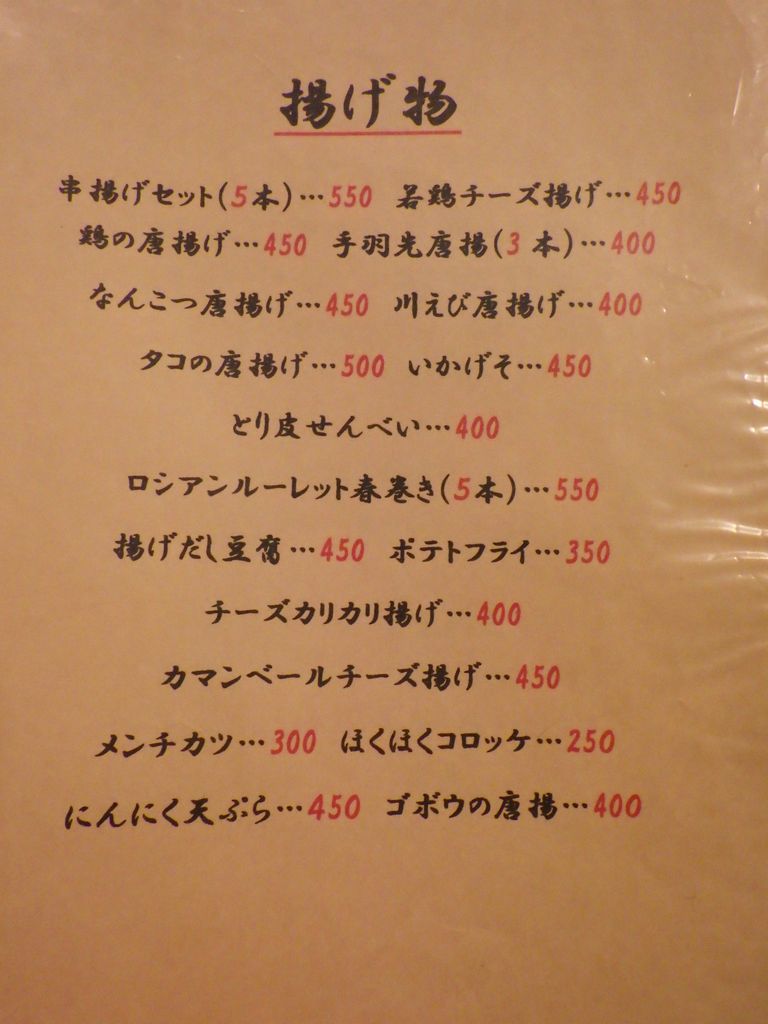 揚げ物
串揚げセット(5本)…550 若鶏チーズ揚げ…450
鶏の唐揚げ…450 手羽先唐揚(3本)…400
なんこつ唐揚げ…450 川えび唐揚げ…400
タコの唐揚げ…500 いかげそ…450
とり皮せんべい…400
ロシアンルーレット春巻き(5本)…550
揚げだし豆腐…450 ポテトフライ…350
チーズカリカリ揚げ…400
カマンベールチーズ揚げ…450
メンチカツ…300 ほくほくコロッケ…250
にんにく天ぷら…450 ゴボウの唐揚…400